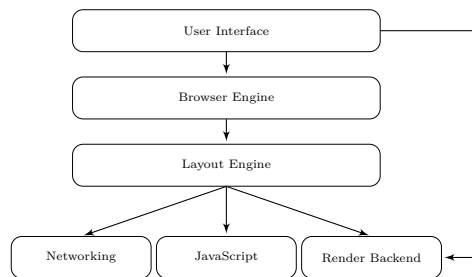 User Interface
Browser Engine
Layout Engine
Networking
JavaScript
Render Backend